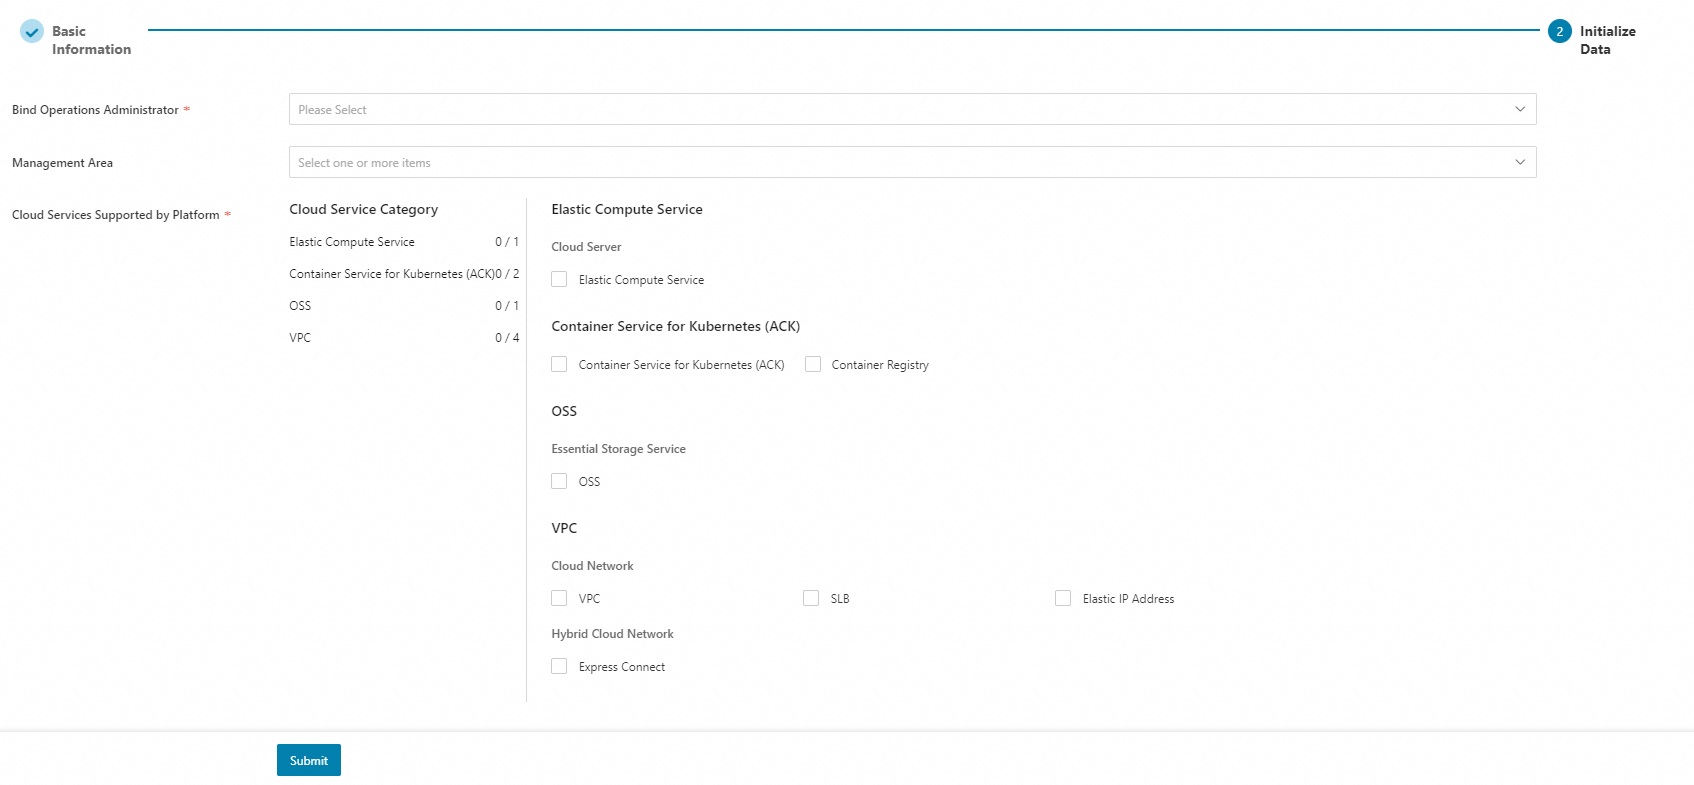 Basic
Information
2
Initialize
Data
Bind Operations Administrator *
Please Select
Management Area
Select one or more items
Cloud Services Supported by Platform *
Cloud Service Category
Elastic Compute Service 0 / 1
Container Service for Kubernetes (ACK)0 / 2
OSS 0 / 1
VPC 0 / 4
Elastic Compute Service
Cloud Server
Elastic Compute Service
Container Service for Kubernetes (ACK)
Container Service for Kubernetes (ACK) Container Registry
OSS
Essential Storage Service
OSS
VPC
Cloud Network
VPC SLB Elastic IP Address
Hybrid Cloud Network
Express Connect
Submit